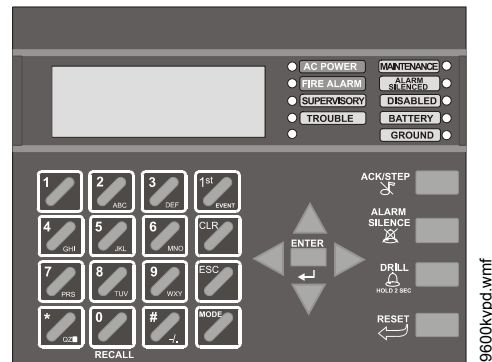 AC POWER
FIRE ALARM
SUPERVISORY
TROUBLE
MAINTENANCE
ALARM
SILENCED
DISABLED
BATTERY
GROUND
1
2 ABC
3 DEF
1st EVENT
4 GHI
5 JKL
6 MNO
CLR
7 PRS
8 TUV
9 WXY
ESC
* QZ
0
# -/.
MODE
RECALL
ENTER
ACK/STEP
ALARM
SILENCE
DRILL
HOLD 2 SEC
RESET
9600kypd.wmf